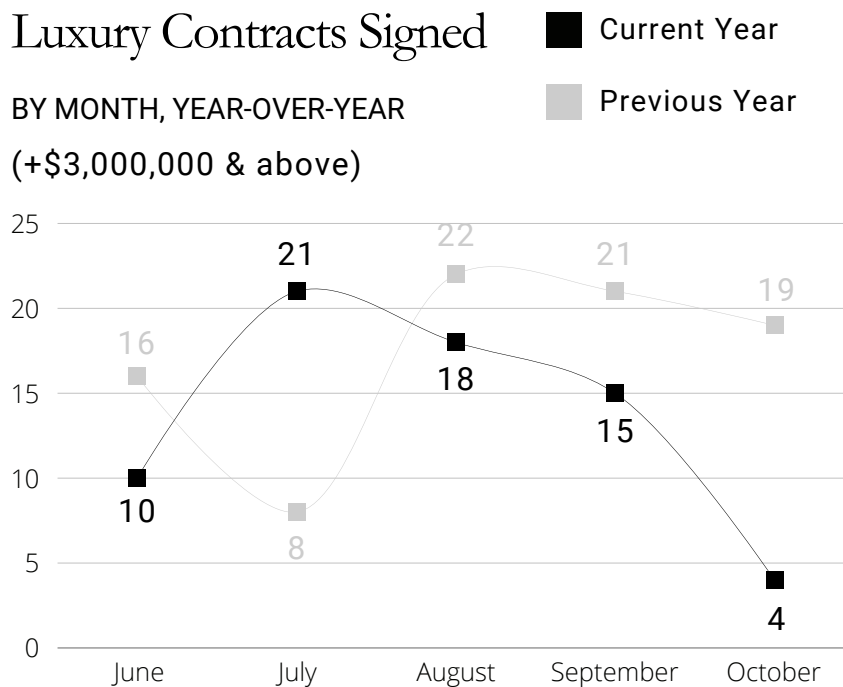 Luxury Contracts Signed
BY MONTH, YEAR-OVER-YEAR
(+$3,000,000 & above)
Current Year
Previous Year
25
20
15
10
5
0
16
8
22
21
19
10
21
18
15
4
June July August September October